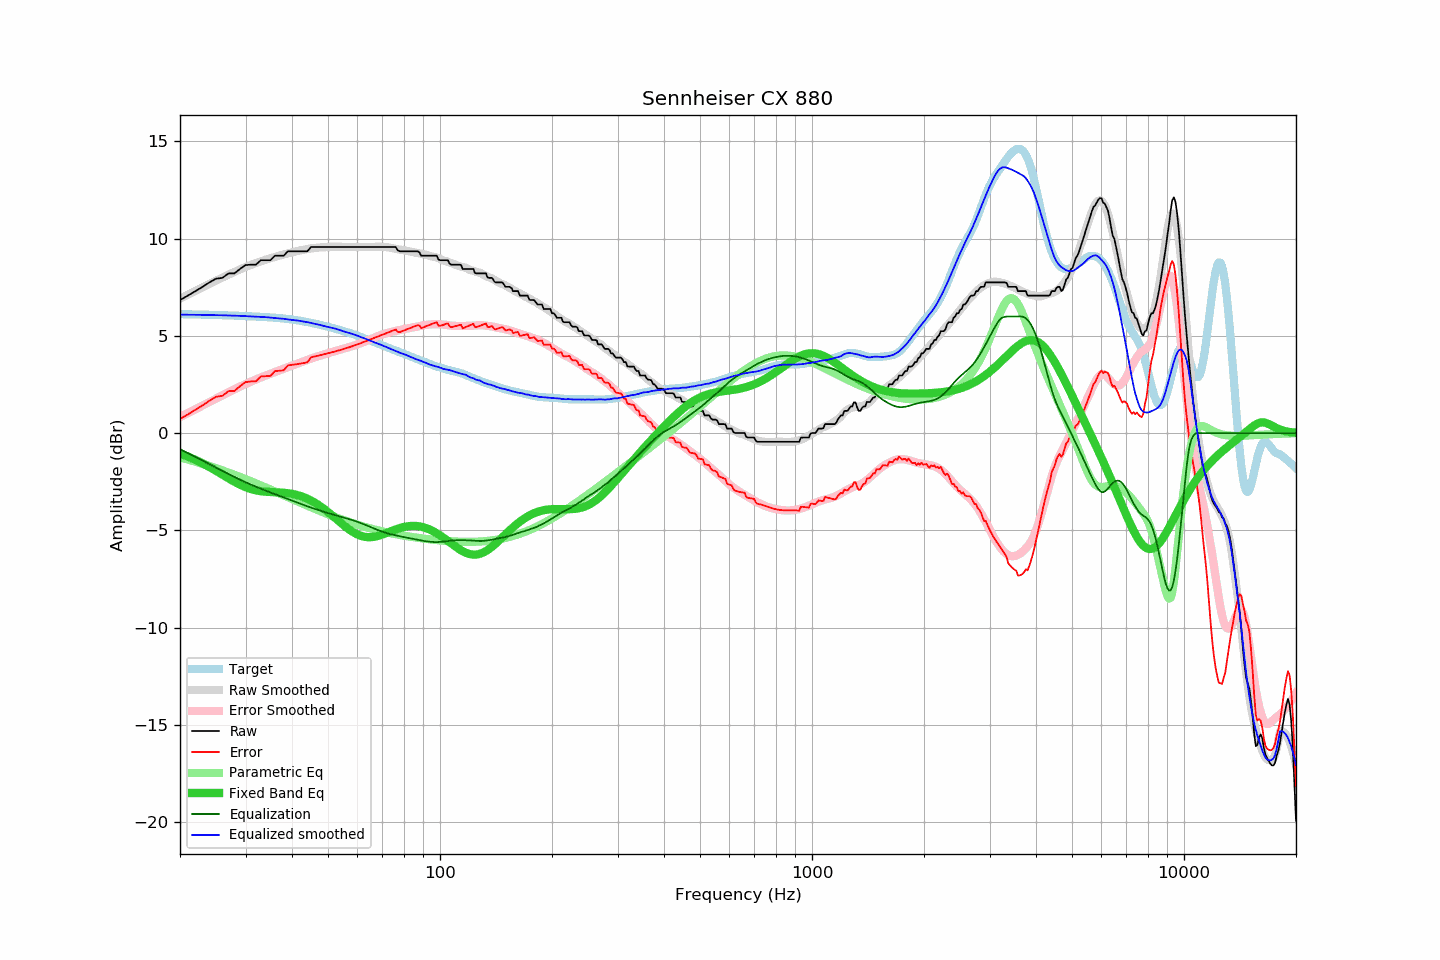 Sennheiser CX 880
15
10
5
0
−5
−10
−15
−20
Amplitude (dBr)
Target
Raw Smoothed
Error Smoothed
Raw
Error
Parametric Eq
Fixed Band Eq
Equalization
Equalized smoothed
100
1000
10000
Frequency (Hz)